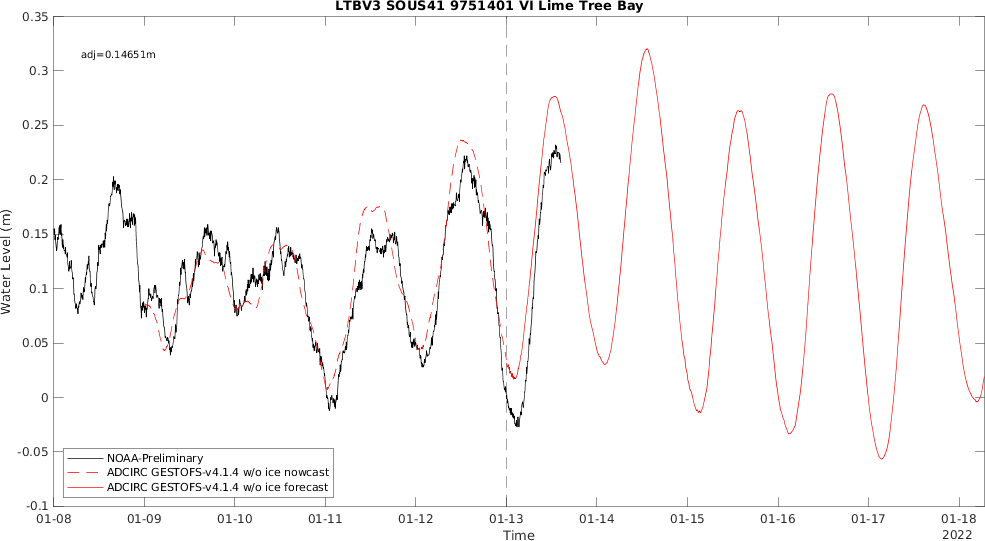 LTBV3 SOUS41 9751401 VI Lime Tree Bay
adj=0.14651m
0.35
0.3
0.25
0.2
0.15
0.1
0.05
0
-0.05
-0.1
Water Level (m)
NOAA-Preliminary
ADCIRC GESTOFS-v4.1.4 w/o ice nowcast
ADCIRC GESTOFS-v4.1.4 w/o ice forecast
01-08 01-09 01-10 01-11 01-12 01-13 01-14 01-15 01-16 01-17 01-18
Time
2022